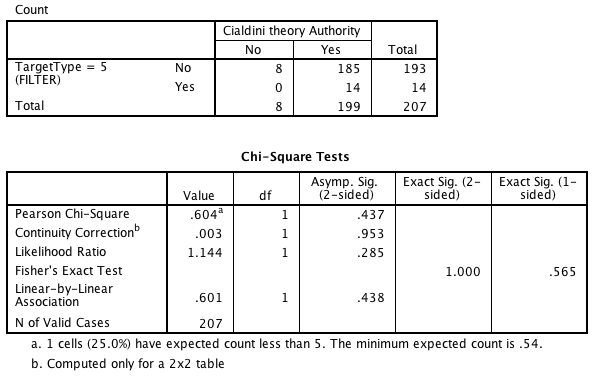 Count
Cialdini theory Authority
No Yes Total
TargetType = 5 No 8 185 193
(FILTER)
Yes 0 14 14
Total 8 199 207
Chi-Square Tests
Value df Asymp. Sig. (2-sided) Exact Sig. (2-sided) Exact Sig. (1-sided)
Pearson Chi-Square .604a 1 .437
Continuity Correctionb .003 1 .953
Likelihood Ratio 1.144 1 .285
Fisher's Exact Test 1.000 .565
Linear-by-Linear Association .601 1 .438
N of Valid Cases 207
a. 1 cells (25.0%) have expected count less than 5. The minimum expected count is .54.
b. Computed only for a 2x2 table